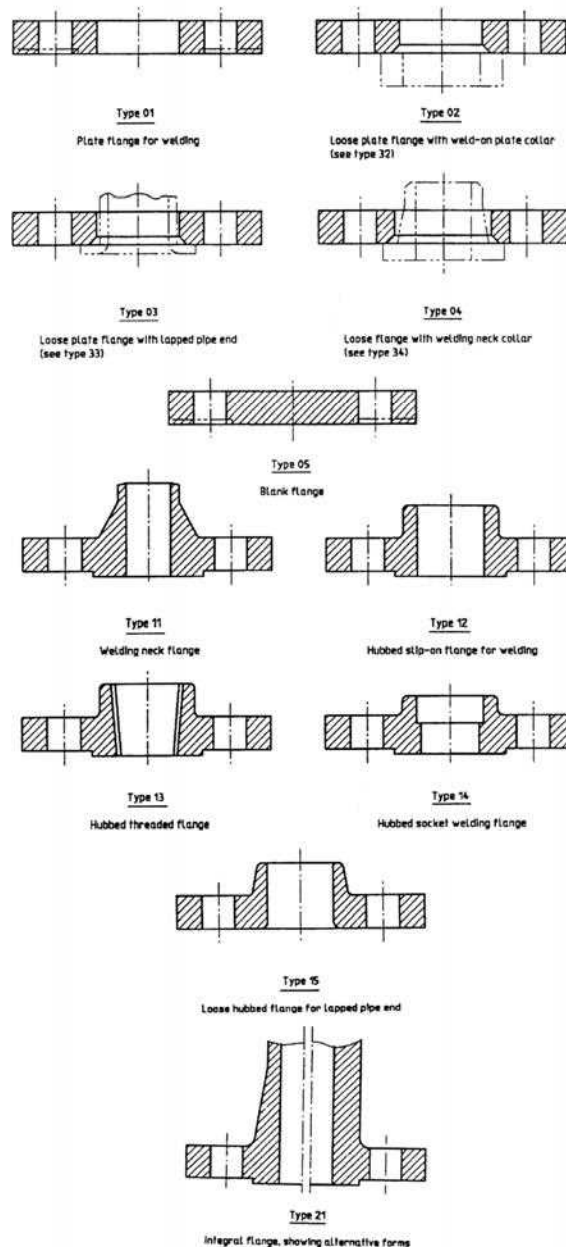 Type 01
Plate flange for welding
Type 02
Loose plate flange with weld-on plate collar
(see type 32)
Type 03
Loose plate flange with lapped pipe end
(see type 33)
Type 04
Loose flange with welding neck collar
(see type 34)
Type 05
Blank flange
Type 11
Welding neck flange
Type 12
Hubbed slip-on flange for welding
Type 13
Hubbed threaded flange
Type 14
Hubbed socket welding flange
Type 15
Loose hubbed flange for lapped pipe end
Type 21
Integral flange, showing alternative forms